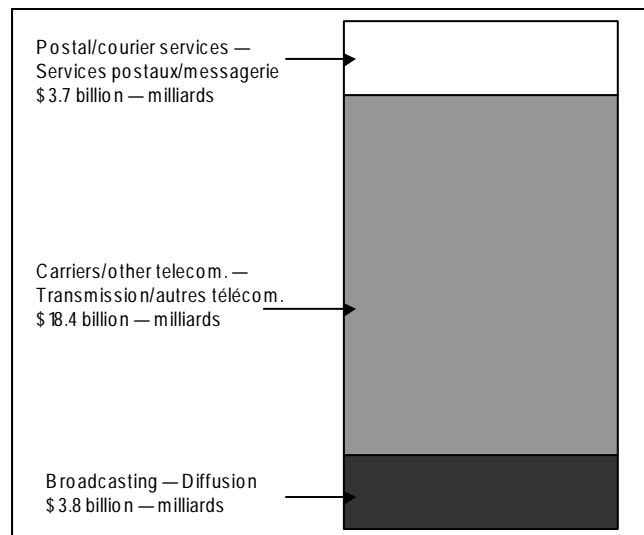 Postal/courier services —
Services postaux/messagerie
$3.7 billion — milliards
Carriers/other telecom. —
Transmission/autres télécom.
$18.4 billion — milliards
Broadcasting — Diffusion
$3.8 billion — milliards